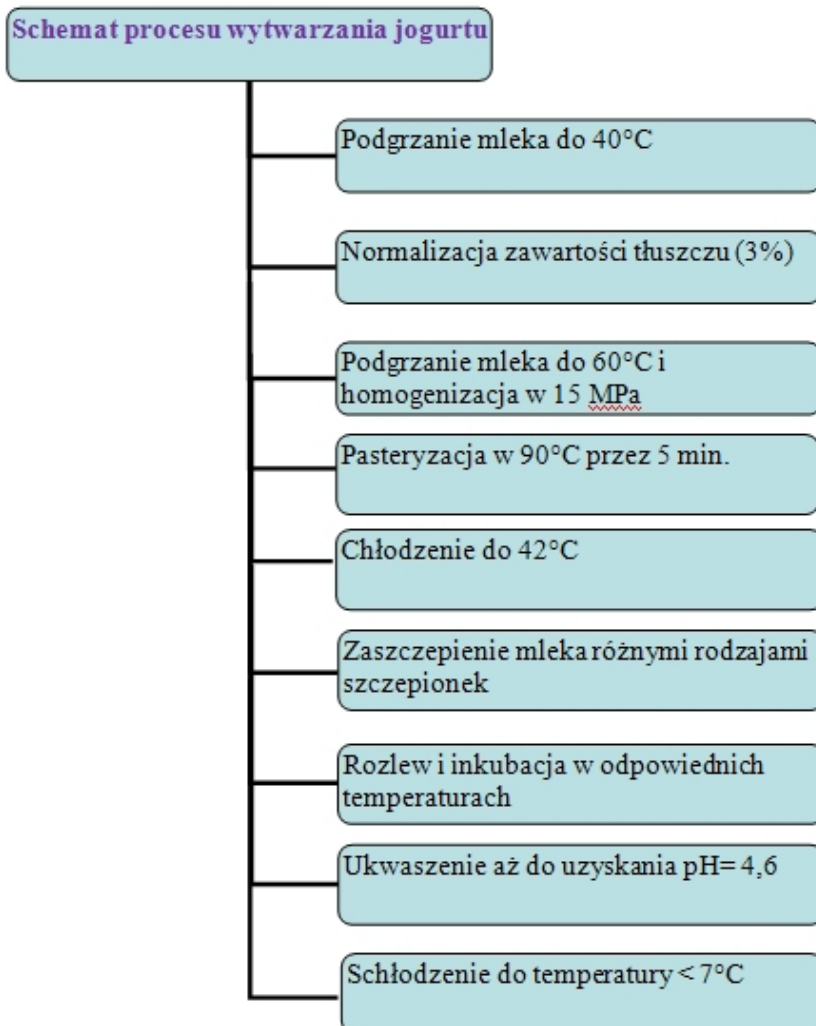 Schemat procesu wytwarzania jogurtu
Podgrzanie mleka do 40°C
Normalizacja zawartości tłuszczu (3%)
Podgrzanie mleka do 60°C i
homogenizacja w 15 MPa
Pasteryzacja w 90°C przez 5 min.
Chłodzenie do 42°C
Zaszczepienie mleka różnymi rodzajami
szczepionek
Rozlew i inkubacja w odpowiednich
temperaturach
Ukwaszenie aż do uzyskania pH= 4,6
Schłodzenie do temperatury < 7°C